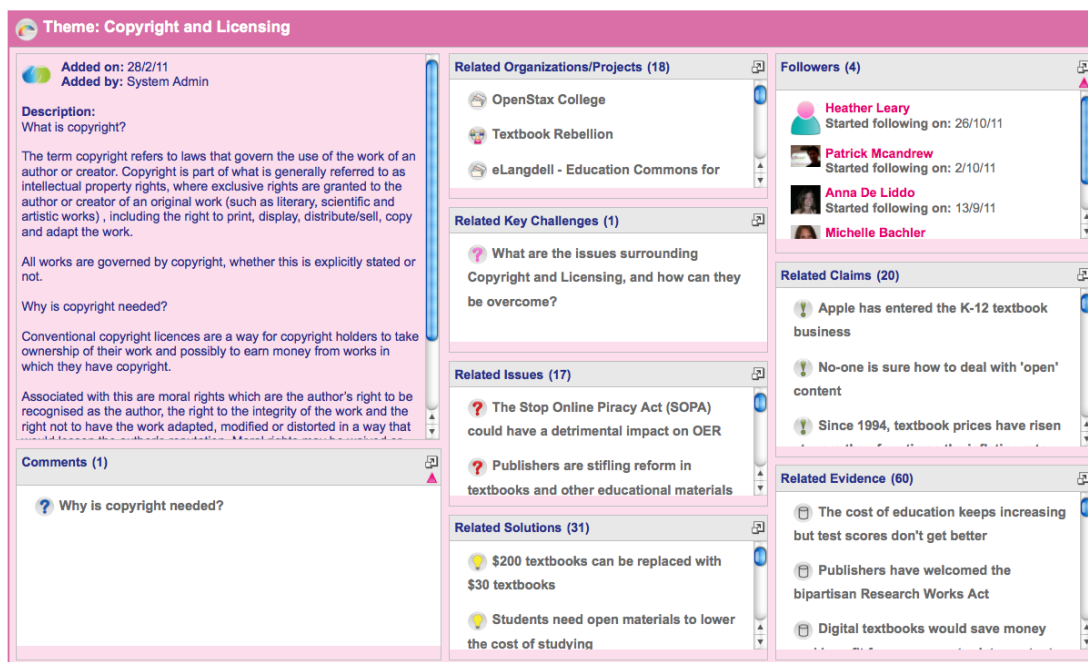 Theme: Copyright and Licensing
Added on: 28/2/11
Added by: System Admin
Description:
What is copyright?
The term copyright refers to laws that govern the use of the work of an
author or creator. Copyright is part of what is generally referred to as
intellectual property rights, where exclusive rights are granted to the
author or creator of an original work (such as literary, scientific and
artistic works) , including the right to print, display, distribute/sell, copy
and adapt the work.
All works are governed by copyright, whether this is explicitly stated or
not.
Why is copyright needed?
Conventional copyright licences are a way for copyright holders to take
ownership of their work and possibly to earn money from works in
which they have copyright.
Associated with this are moral rights which are the author's right to be
recognised as the author, the right to the integrity of the work and the
right not to have the work adapted, modified or distorted in a way that
would lessen the author's reputation. Moral rights may be waived as
Comments (1)
Why is copyright needed?
Related Organizations/Projects (18)
OpenStax College
Textbook Rebellion
eLangdell - Education Commons for
Related Key Challenges (1)
What are the issues surrounding
Copyright and Licensing, and how can they
be overcome?
Related Issues (17)
The Stop Online Piracy Act (SOPA)
could have a detrimental impact on OER
Publishers are stifling reform in
textbooks and other educational materials
Related Solutions (31)
$200 textbooks can be replaced with
$30 textbooks
Students need open materials to lower
the cost of studying
Followers (4)
Heather Leary
Started following on: 26/10/11
Patrick Mcandrew
Started following on: 2/10/11
Anna De Liddo
Started following on: 13/9/11
Michelle Bachler
Related Claims (20)
Apple has entered the K-12 textbook
business
No-one is sure how to deal with 'open'
content
Since 1994, textbook prices have risen
Related Evidence (60)
The cost of education keeps increasing
but test scores don't get better
Publishers have welcomed the
bipartisan Research Works Act
Digital textbooks would save money